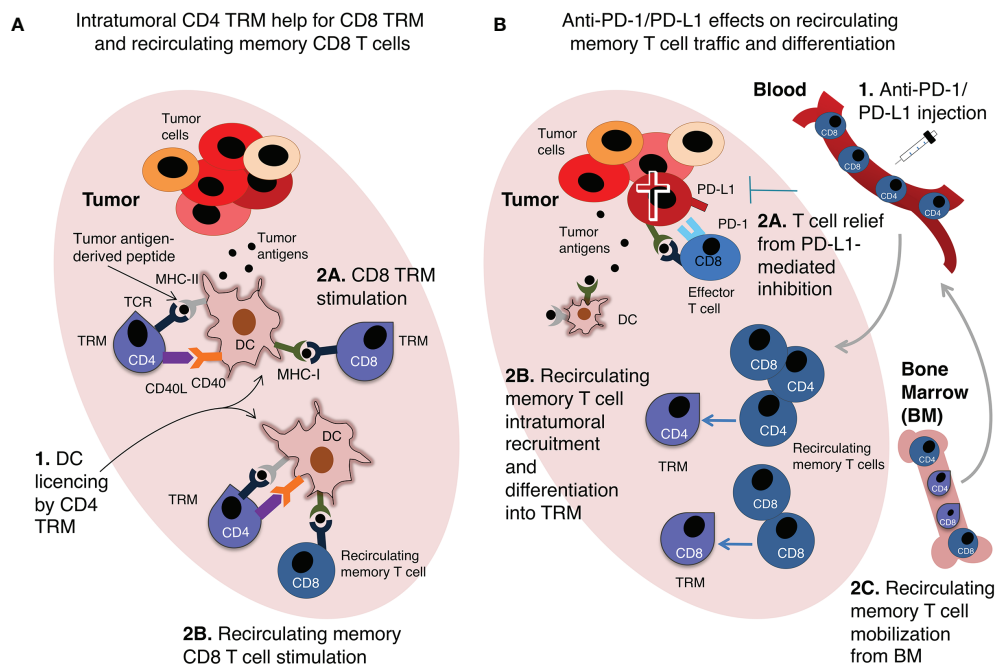 A
Intratumoral CD4 TRM help for CD8 TRM
and recirculating memory CD8 T cells
Tumor
cells
Tumor
Tumor antigen-
derived peptide
Tumor
antigens
MHC-II
2A. CD8 TRM
stimulation
TCR
TRM
CD4
DC
CD8
TRM
CD40L
CD40
MHC-I
1. DC
licencing
by CD4
TRM
DC
TRM
CD4
CD8
Recirculating
memory T cell
2B. Recirculating memory
CD8 T cell stimulation
B
Anti-PD-1/PD-L1 effects on recirculating
memory T cell traffic and differentiation
Blood
1. Anti-PD-1/
PD-L1 injection
CD8
CD8
CD4
CD4
Tumor
cells
Tumor
PD-L1
PD-1
Tumor
antigens
CD8
Effector
T cell
DC
2A. T cell relief
from PD-L1-
mediated
inhibition
2B. Recirculating
memory T cell
intratumoral
recruitment
and
differentiation
into TRM
CD8
CD4
CD4
CD4
TRM
Recirculating
memory T cells
CD8
CD8
CD8
TRM
Bone
Marrow
(BM)
CD4
CD4
CD8
CD8
2C. Recirculating
memory T cell
mobilization
from BM